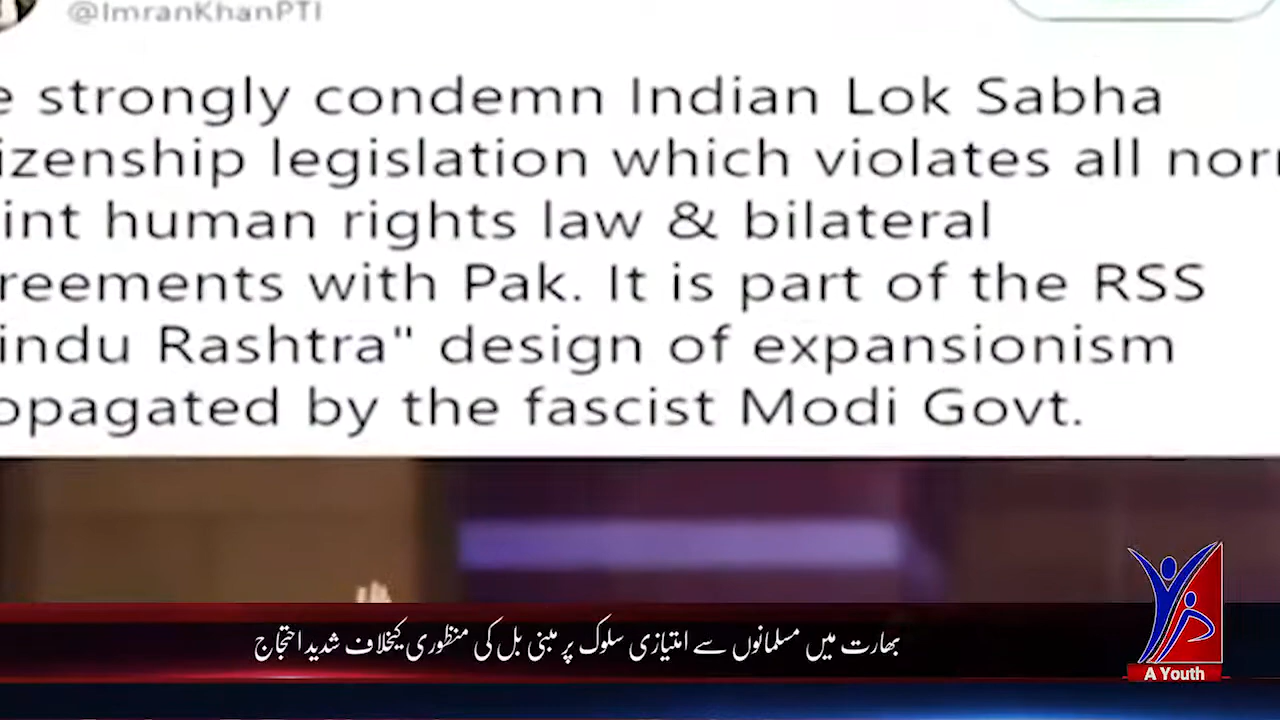 @ImranKhanPTI
e strongly condemn Indian Lok Sabha
izenship legislation which violates all nor
int human rights law & bilateral
reements with Pak. It is part of the RSS
indu Rashtra" design of expansionism
opagated by the fascist Modi Govt.
بھارت میں مسلمانوں سے امتیازی سلوک پر مبنی بل کی منظوری کیخلاف شدید احتجاج
A Youth